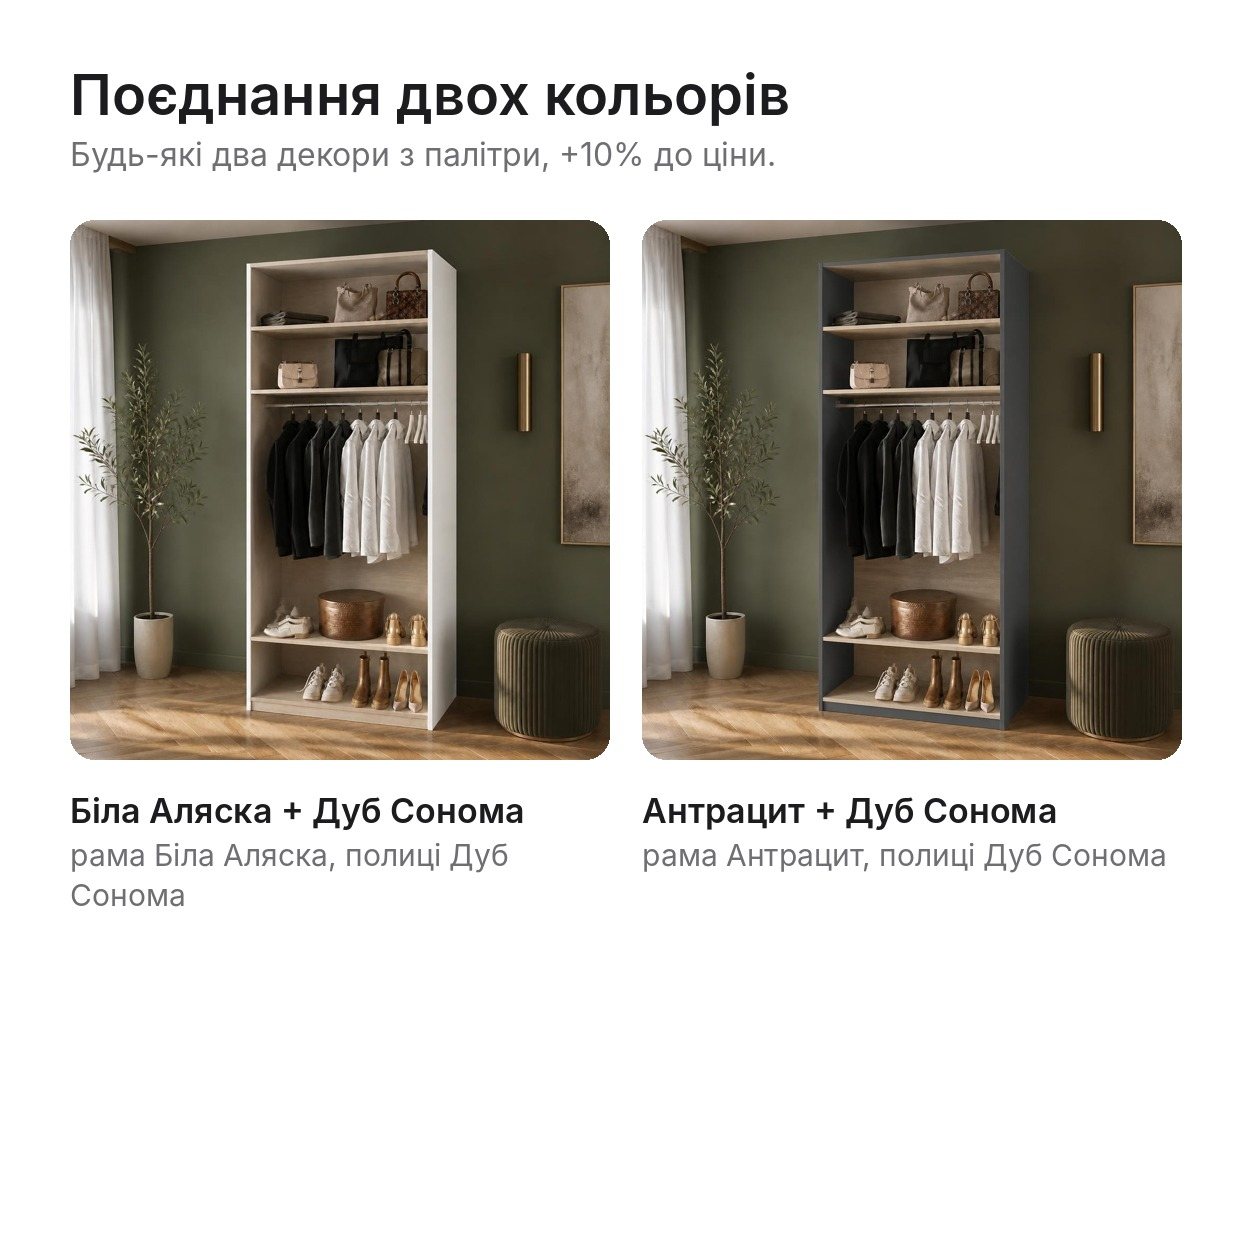 Поєднання двох кольорів
Будь-які два декори з палітри, +10% до ціни.
Біла Аляска + Дуб Сонома
рама Біла Аляска, полиці Дуб
Сонома
Антрацит + Дуб Сонома
рама Антрацит, полиці Дуб Сонома